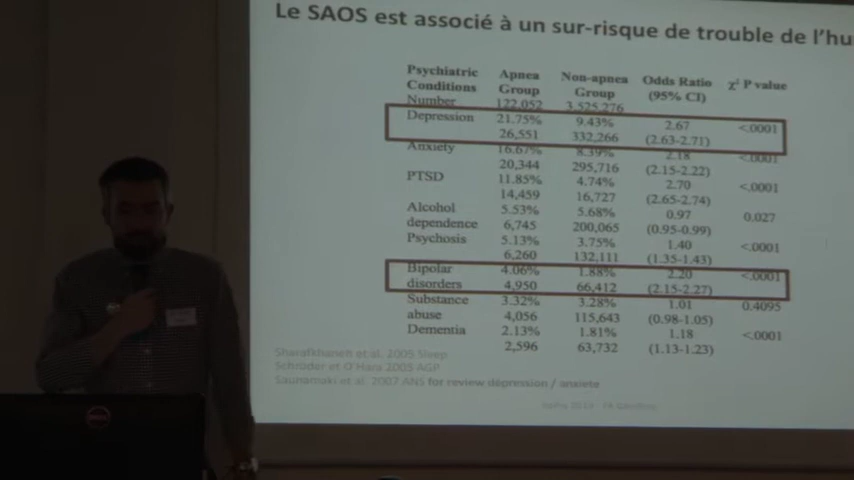 Le SAOS est associé à un sur-risque de trouble de l'hu
Psychiatric Conditions Apnea Group Non-apnea Group Odds Ratio (95% CI) χ² P value
Number 122,052 3,525,276
Depression 21.75% 9.43% 2.67 <.0001
26,551 332,266 (2.63-2.71)
Anxiety 16.67% 8.39% 2.18 <.0001
20,344 295,716 (2.15-2.22)
PTSD 11.85% 4.74% 2.70 <.0001
14,459 16,727 (2.65-2.74)
Alcohol 5.53% 5.68% 0.97 0.027
dependence 6,745 200,065 (0.95-0.99)
Psychosis 5.13% 3.75% 1.40 <.0001
6,260 132,111 (1.35-1.43)
Bipolar 4.06% 1.88% 2.20 <.0001
disorders 4,950 66,412 (2.15-2.27)
Substance 3.32% 3.28% 1.01 0.4095
abuse 4,056 115,643 (0.98-1.05)
Dementia 2.13% 1.81% 1.18 <.0001
2,596 63,732 (1.13-1.23)
Sharafkhaneh et al. 2005 Sleep
Schröder et O'Hara 2005 AGP
Saunamaki et al. 2007 ANS for review dépression / anxiete
DELL